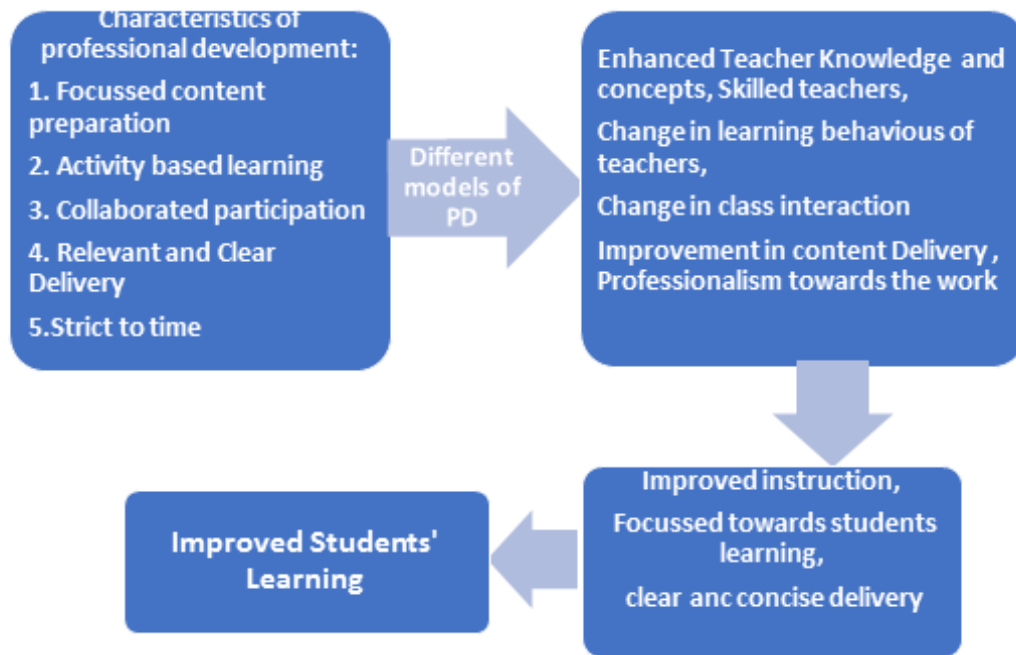 Characteristics of
professional development:
1. Focussed content
preparation
2. Activity based learning
3. Collaborated participation
4. Relevant and Clear
Delivery
5.Strict to time
Different
models of
PD
Enhanced Teacher Knowledge and
concepts, Skilled teachers,
Change in learning behavious of
teachers,
Change in class interaction
Improvement in content Delivery ,
Professionalism towards the work
Improved instruction,
Focussed towards students
learning,
clear anc concise delivery
Improved Students'
Learning